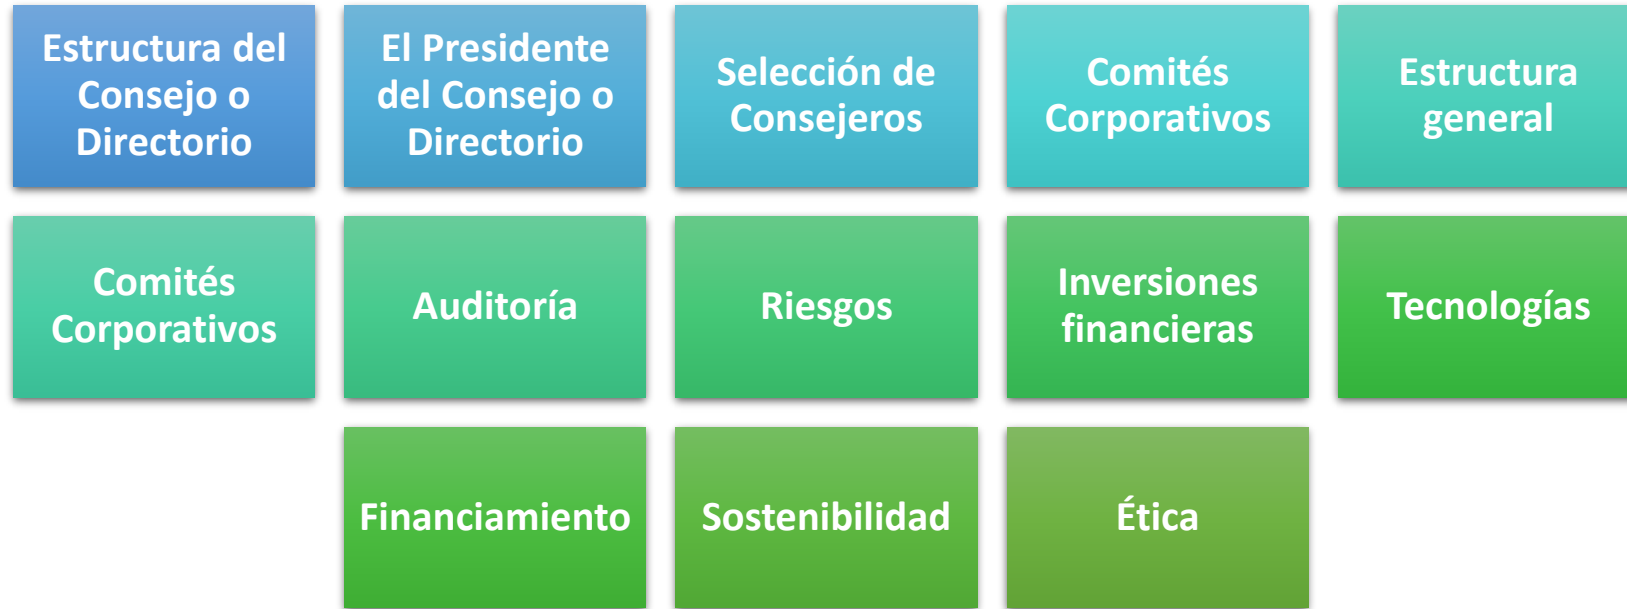 Estructura del
Consejo o
Directorio
El Presidente
del Consejo o
Directorio
Selección de
Consejeros
Comités
Corporativos
Estructura
general
Comités
Corporativos
Auditoría
Riesgos
Inversiones
financieras
Tecnologías
Financiamiento
Sostenibilidad
Ética